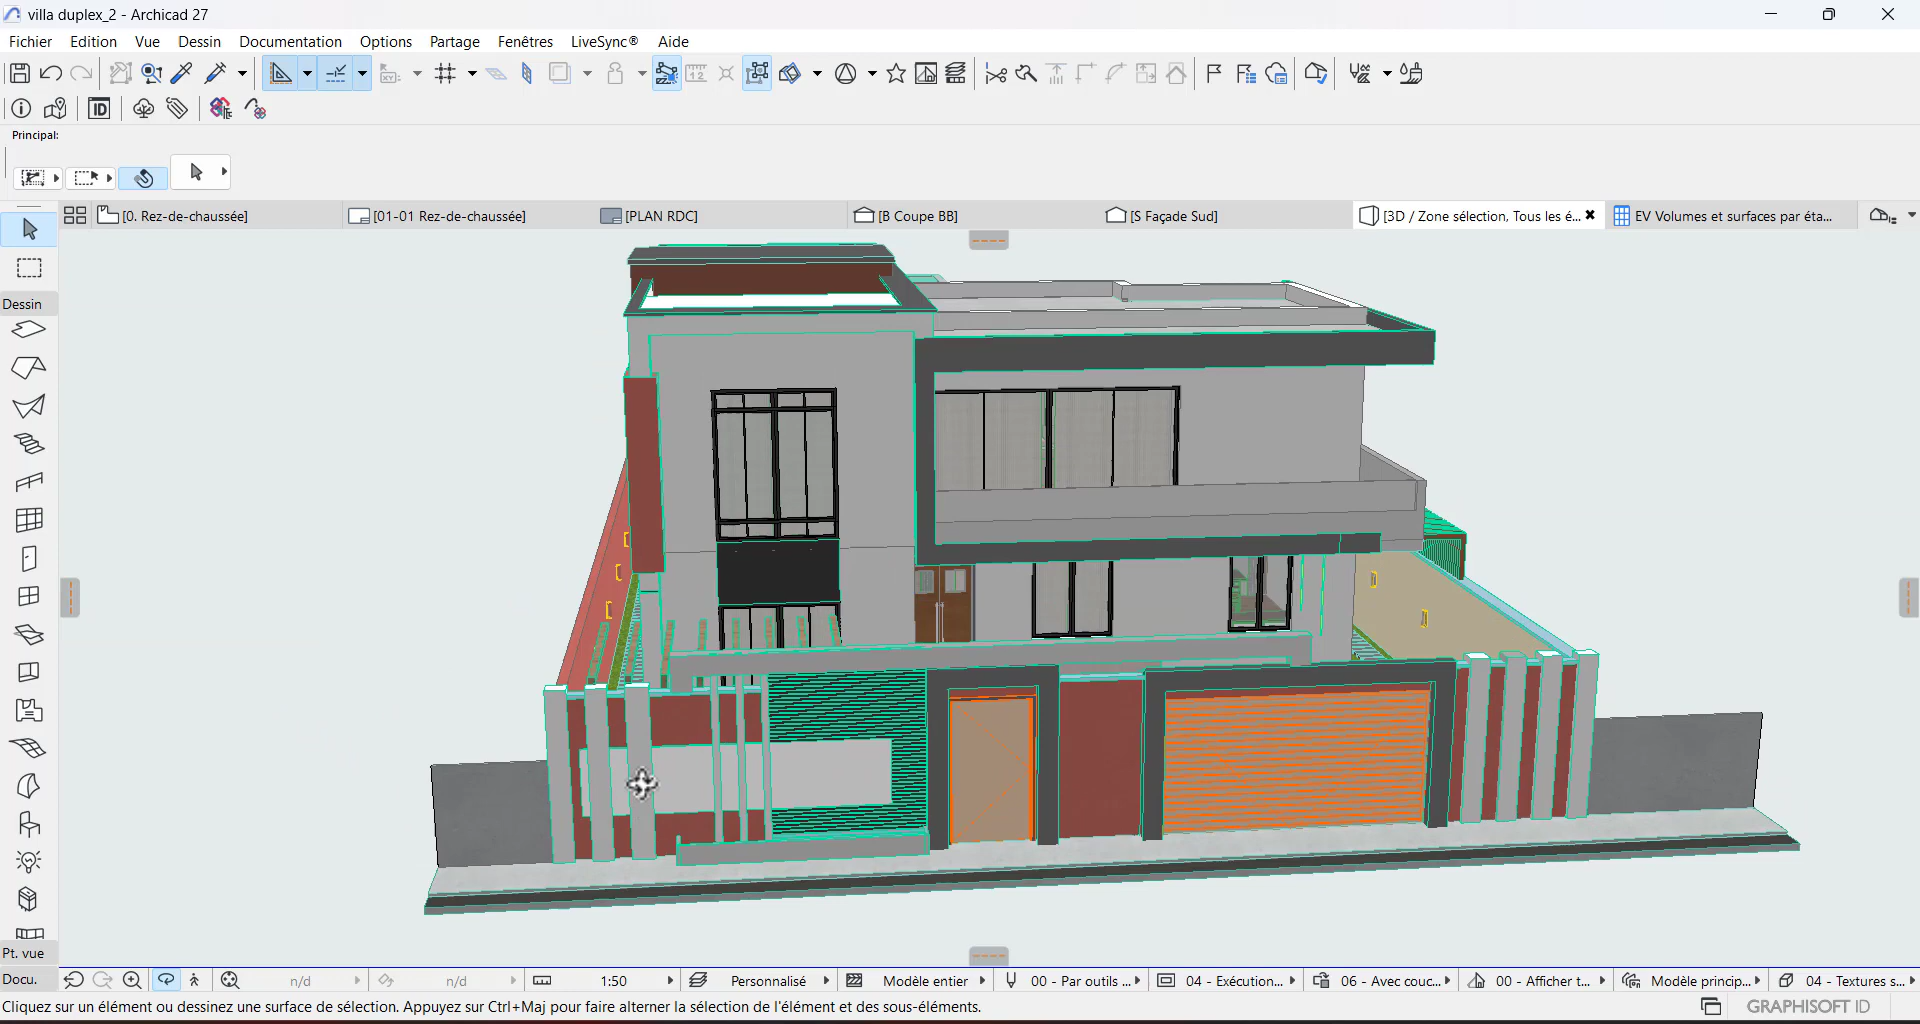 villa duplex_2 - Archicad 27
Fichier Edition Vue Dessin Documentation Options Partage Fenêtres LiveSync® Aide
Principal:
[0. Rez-de-chaussée] [01-01 Rez-de-chaussée] [PLAN RDC] [B Coupe BB] [S Façade Sud] [3D / Zone sélection, Tous les é... EV Volumes et surfaces par éta...
Dessin
Pt. vue
Docu. n/d n/d 1:50 Personnalisé Modèle entier 00 - Par outils ... 04 - Exécution... 06 - Avec couc... 00 - Afficher t... Modèle princip... 04 - Textures s...
Cliquez sur un élément ou dessinez une surface de sélection. Appuyez sur Ctrl+Maj pour faire alterner la sélection de l'élément et des sous-éléments. GRAPHISOFT ID